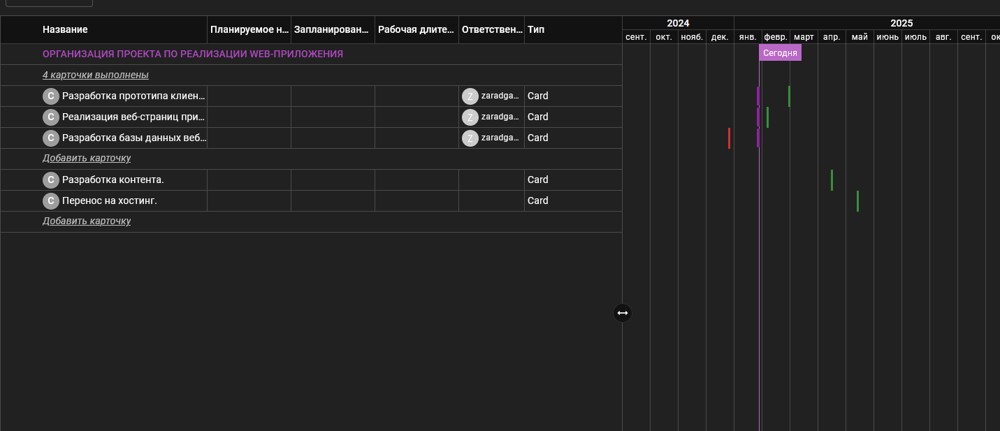 2024 2025
Название Планируемое н... Запланирован... Рабочая длите... Ответствен... Тип сент. окт. нояб. дек. янв. февр. март апр. май июнь июль авг. сент. ок
ОРГАНИЗАЦИЯ ПРОЕКТА ПО РЕАЛИЗАЦИИ WEB-ПРИЛОЖЕНИЯ Сегодня
4 карточки выполнены
C Разработка прототипа клиен... Z zaradga... Card
C Реализация веб-страниц при... Z zaradga... Card
C Разработка базы данных веб... Z zaradga... Card
Добавить карточку
C Разработка контента. Card
C Перенос на хостинг. Card
Добавить карточку